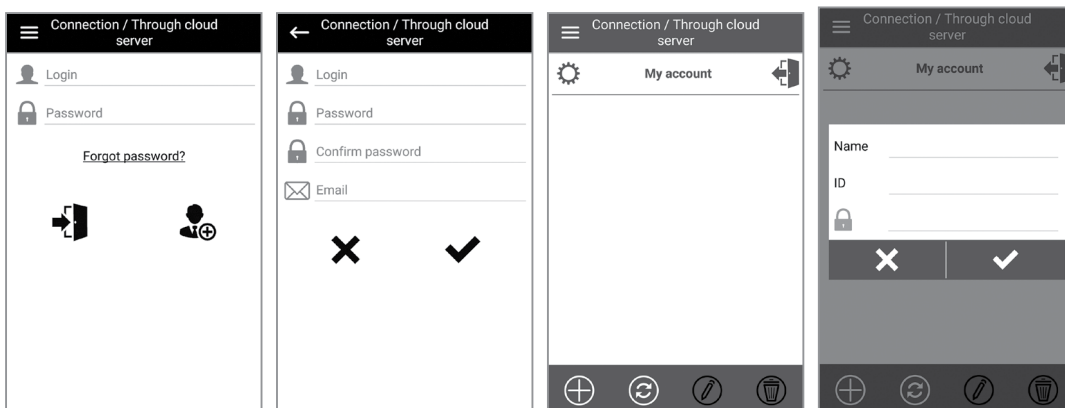 Connection / Through cloud
server
Login
Password
Forgot password?
Connection / Through cloud
server
Login
Password
Confirm password
Email
Connection / Through cloud
server
My account
Connection / Through cloud
server
My account
Name
ID